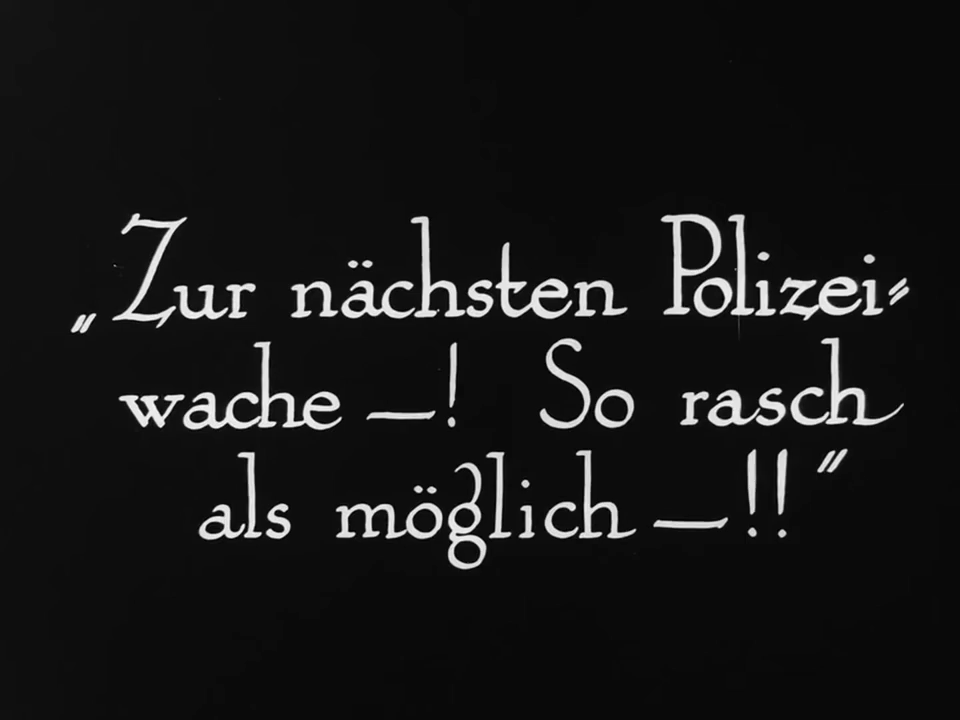 „Zur nächsten Polizei-
wache —! So rasch
als möglich —!!"